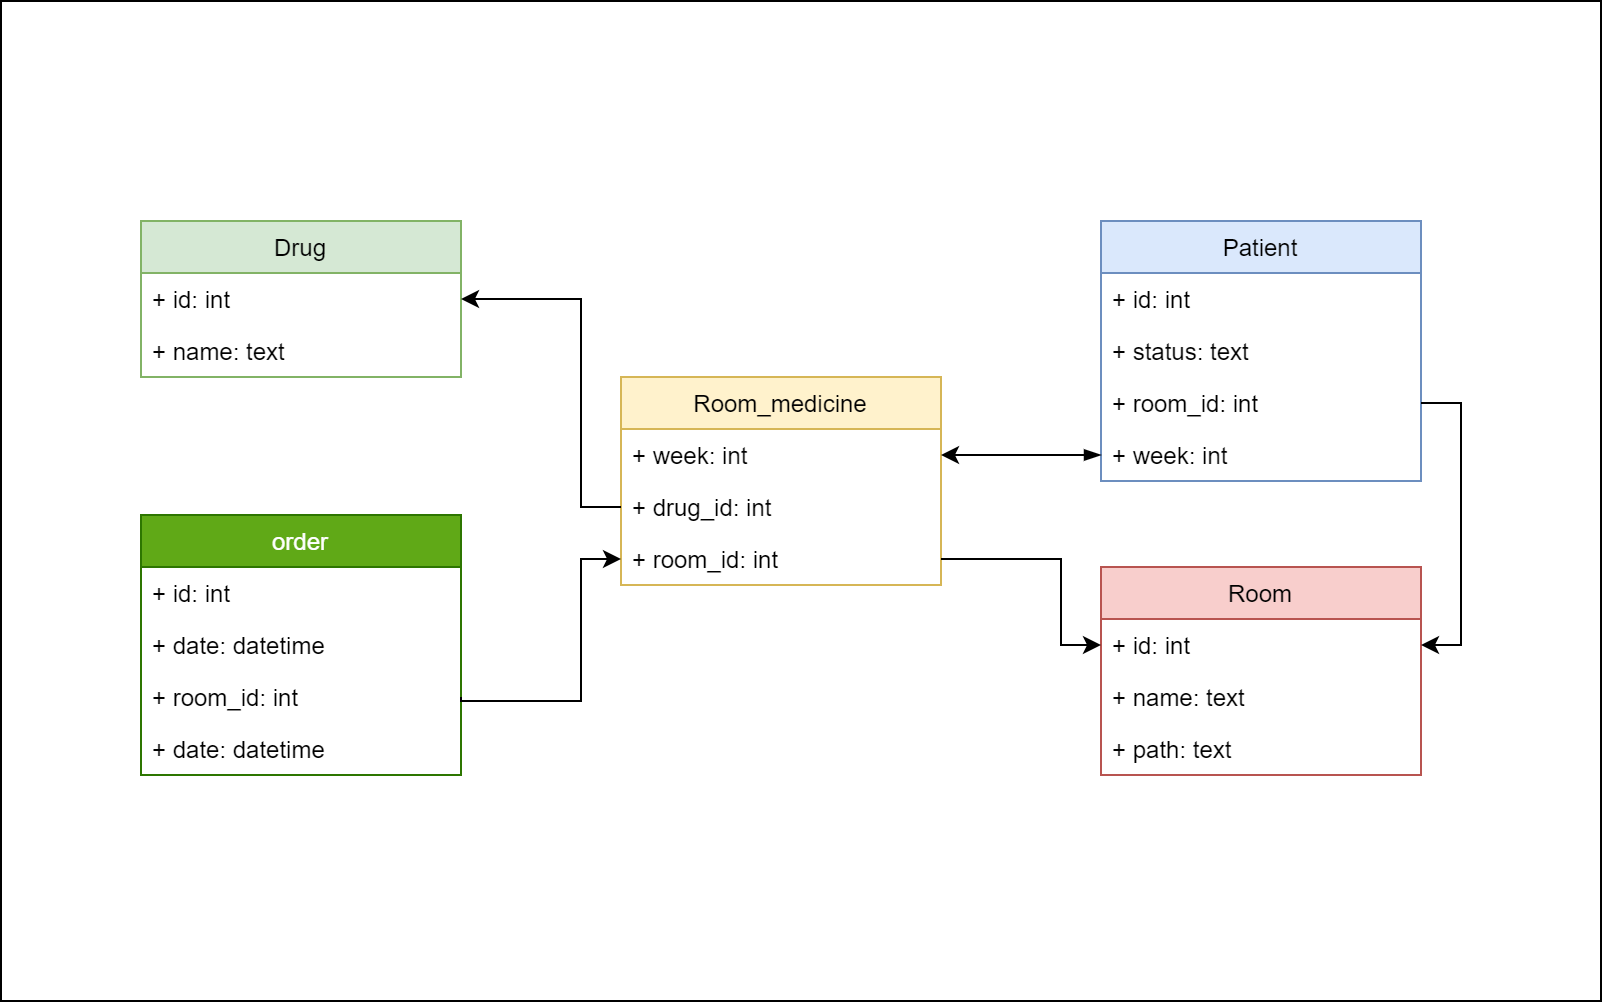 Drug
+ id: int
+ name: text
order
+ id: int
+ date: datetime
+ room_id: int
+ date: datetime
Room_medicine
+ week: int
+ drug_id: int
+ room_id: int
Patient
+ id: int
+ status: text
+ room_id: int
+ week: int
Room
+ id: int
+ name: text
+ path: text